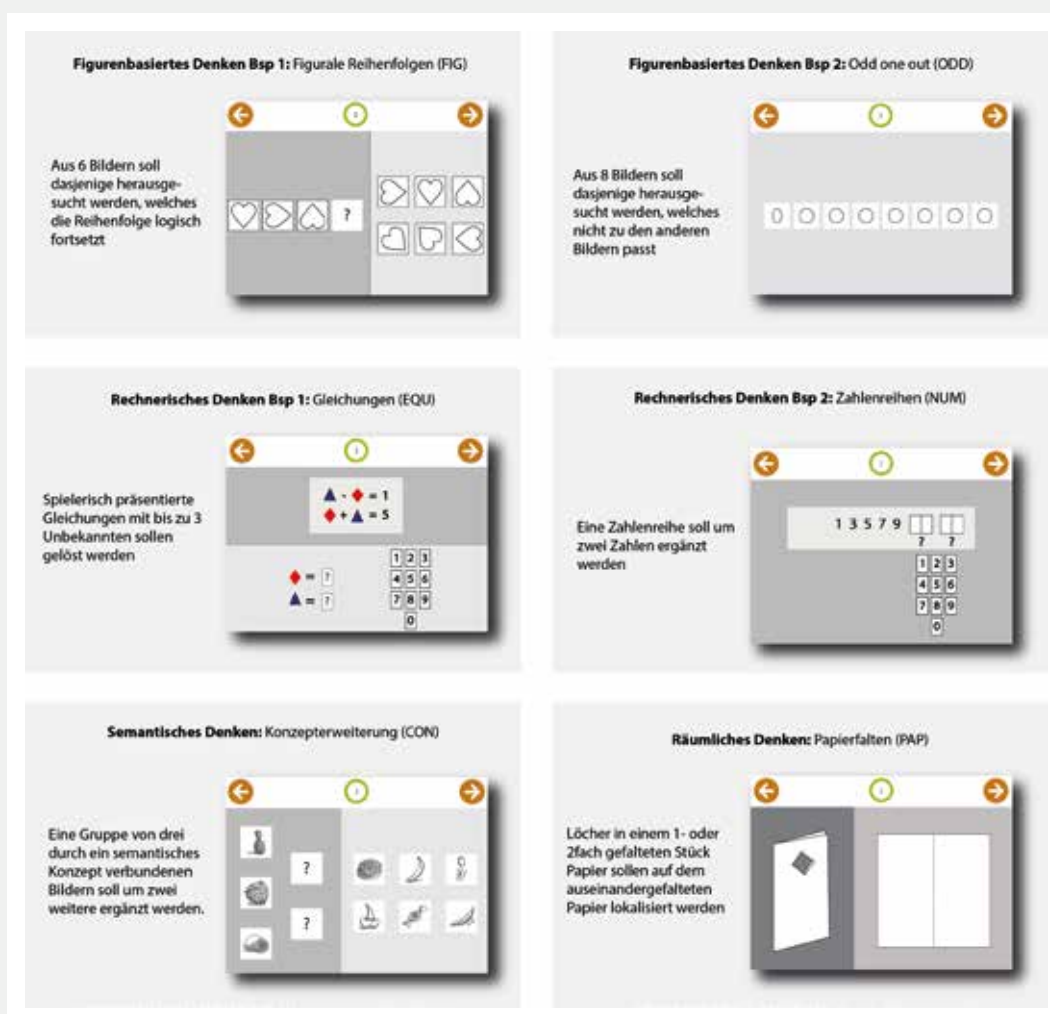 Figurenbasiertes Denken Bsp 1: Figurale Reihenfolgen (FIG)
Aus 6 Bildern soll
dasjenige herausge-
sucht werden, welches
die Reihenfolge logisch
fortsetzt
?
Figurenbasiertes Denken Bsp 2: Odd one out (ODD)
Aus 8 Bildern soll
dasjenige herausge-
sucht werden, welches
nicht zu den anderen
Bildern passt
Rechnerisches Denken Bsp 1: Gleichungen (EQU)
Spielerisch präsentierte
Gleichungen mit bis zu 3
Unbekannten sollen
gelöst werden
- = 1
+ = 5
= ?
= ?
1 2 3
4 5 6
7 8 9
0
Rechnerisches Denken Bsp 2: Zahlenreihen (NUM)
Eine Zahlenreihe soll um
zwei Zahlen ergänzt
werden
1 3 5 7 9
? ?
1 2 3
4 5 6
7 8 9
0
Semantisches Denken: Konzepterweiterung (CON)
Eine Gruppe von drei
durch ein semantisches
Konzept verbundenen
Bildern soll um zwei
weitere ergänzt werden.
?
?
Räumliches Denken: Papierfalten (PAP)
Löcher in einem 1- oder
2fach gefalteten Stück
Papier sollen auf dem
auseinandergefalteten
Papier lokalisiert werden